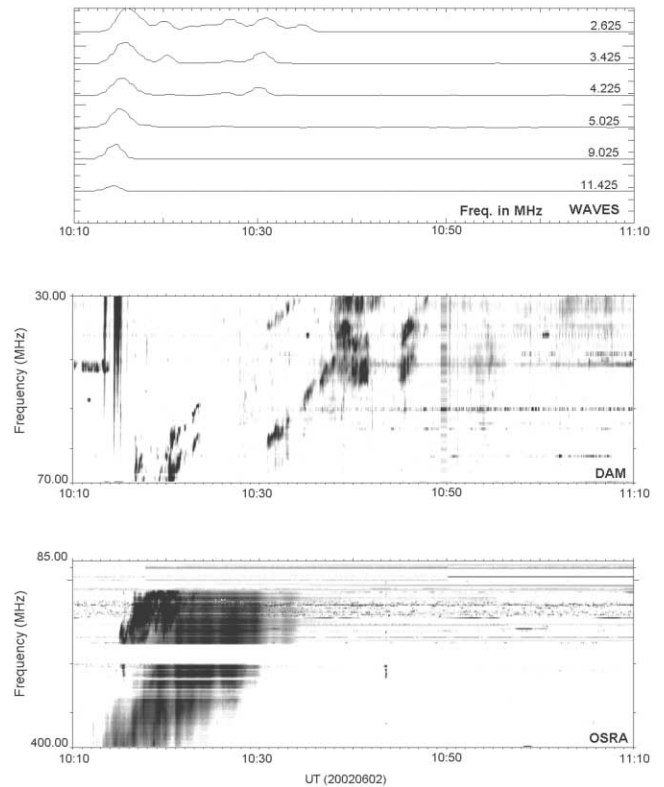 2.625
3.425
4.225
5.025
9.025
11.425
Freq. in MHz WAVES
10:10 10:30 10:50 11:10
30.00
Frequency (MHz)
70.00
DAM
10:10 10:30 10:50 11:10
85.00
Frequency (MHz)
400.00
OSRA
10:10 10:30 10:50 11:10
UT (20020602)